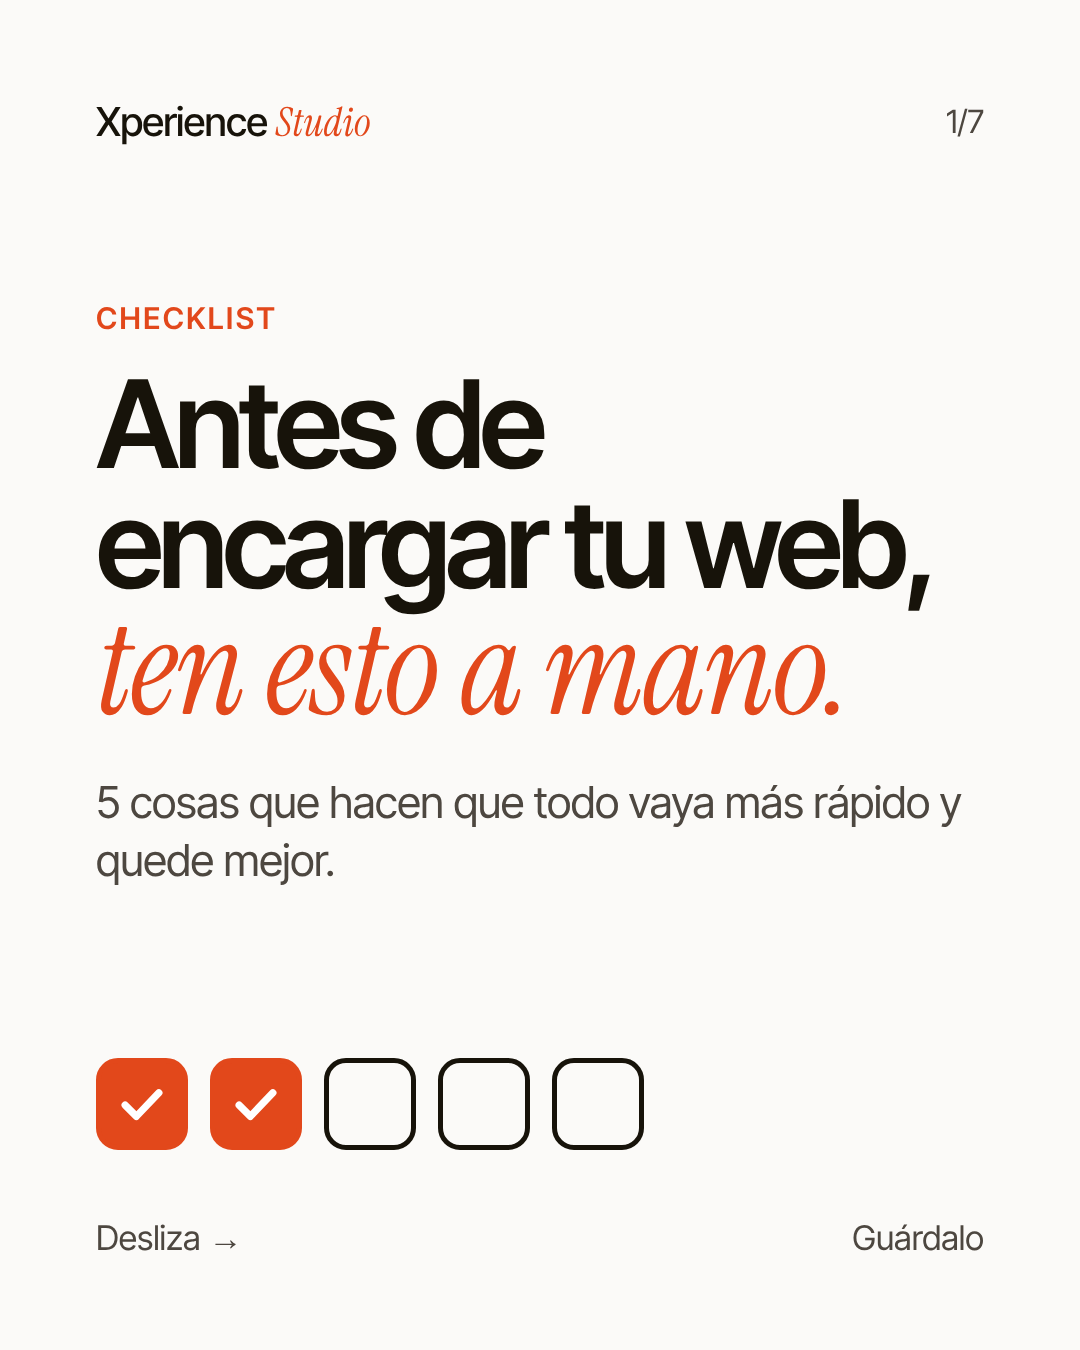 Xperience Studio
1/7
CHECKLIST
Antes de
encargar tu web,
ten esto a mano.
5 cosas que hacen que todo vaya más rápido y
quede mejor.
Desliza →
Guárdalo